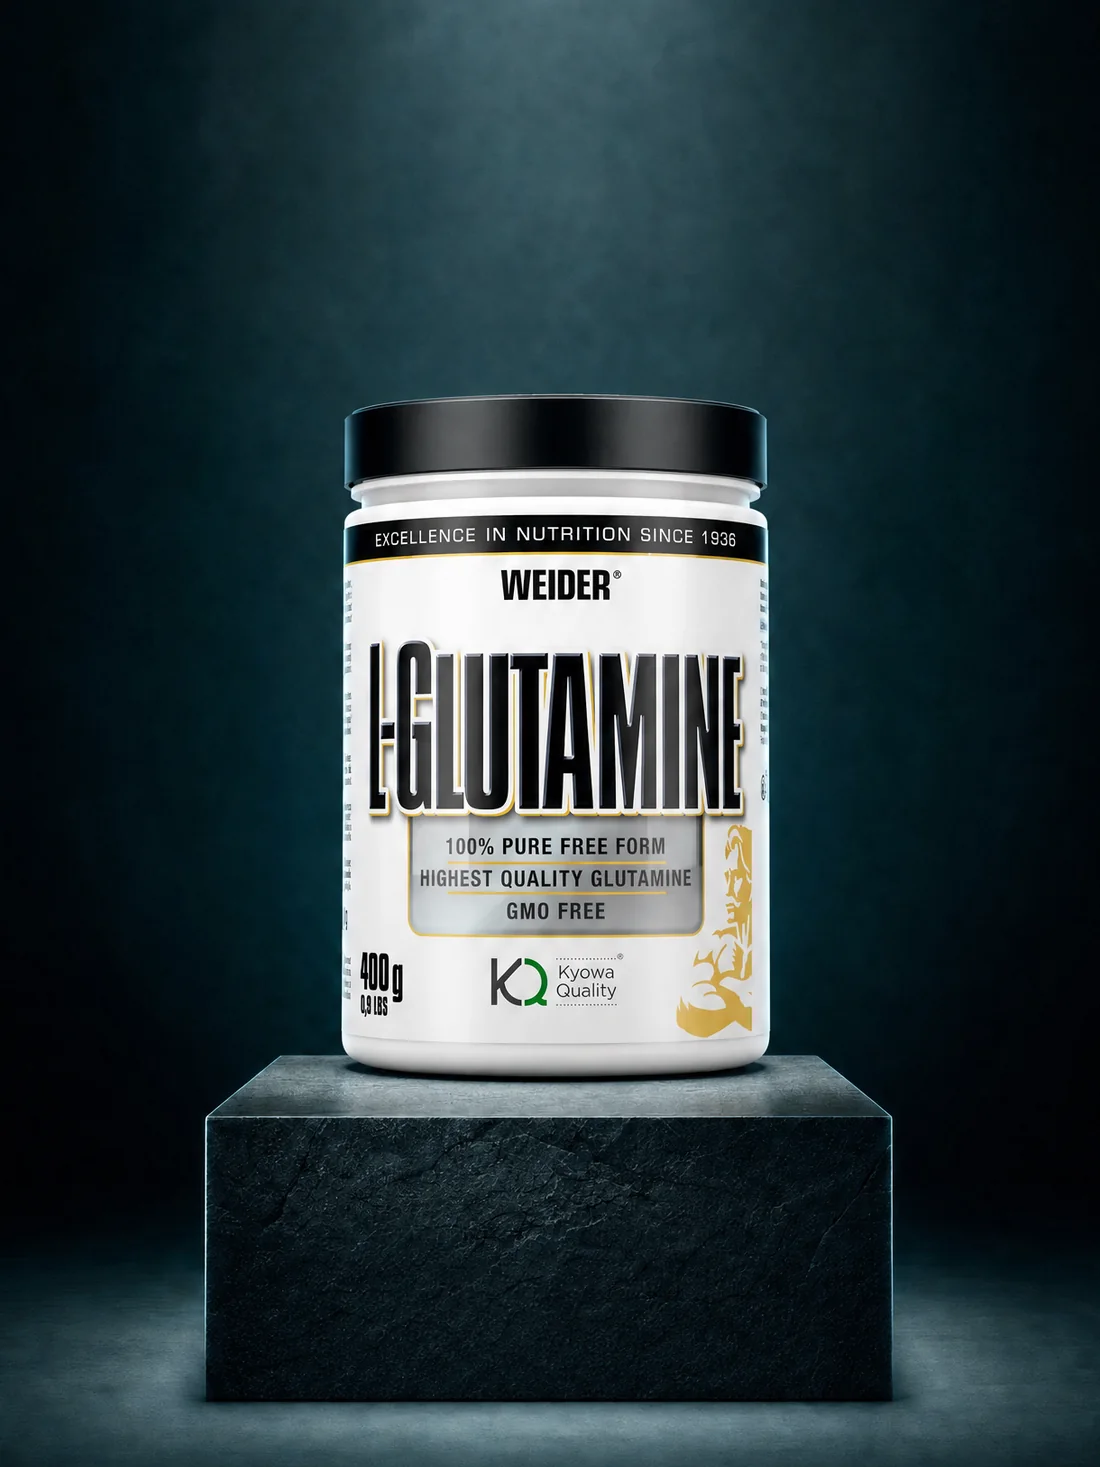 EXCELLENCE IN NUTRITION SINCE 1936
WEIDER®
L-GLUTAMINE
100% PURE FREE FORM
HIGHEST QUALITY GLUTAMINE
GMO FREE
400g
0,9 LBS
KQ Kyowa
Quality®